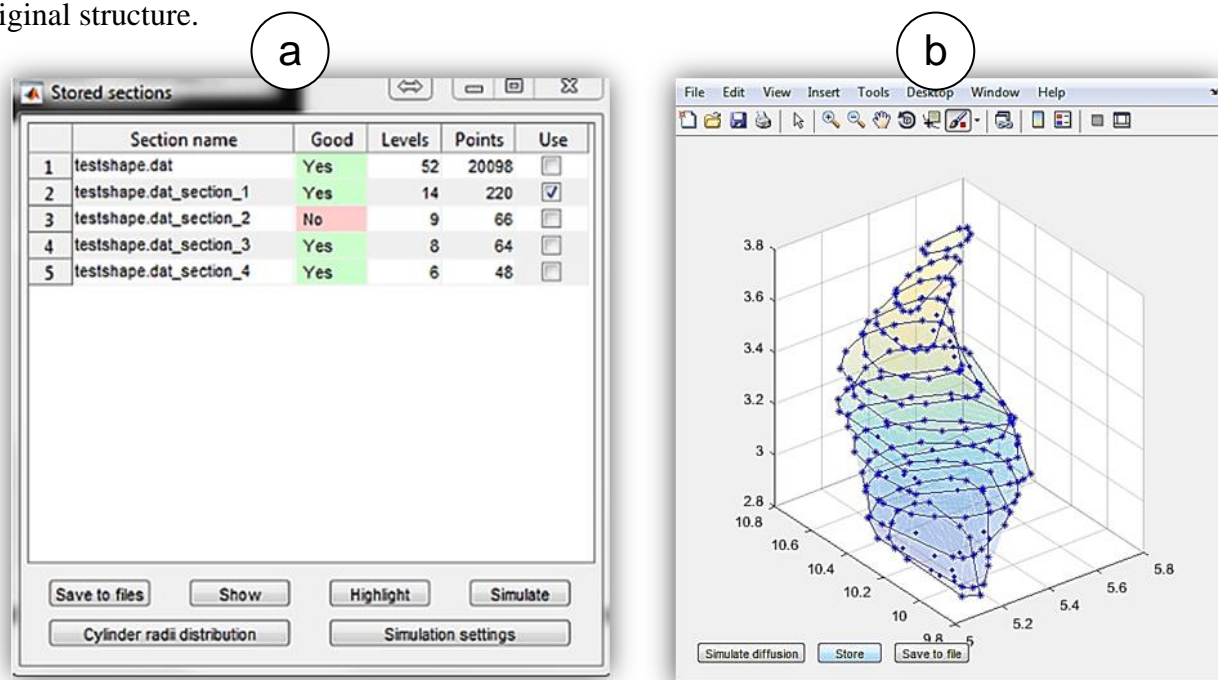 riginal structure.
a
Stored sections
Section name Good Levels Points Use
1 testshape.dat Yes 52 20098
2 testshape.dat_section_1 Yes 14 220
3 testshape.dat_section_2 No 9 66
4 testshape.dat_section_3 Yes 8 64
5 testshape.dat_section_4 Yes 6 48
Save to files Show Highlight Simulate
Cylinder radii distribution Simulation settings
b
File Edit View Insert Tools Desktop Window Help
3.8
3.6
3.4
3.2
3
2.8
10.8
10.6
10.4
10.2
10
9.8
5
5.2
5.4
5.6
5.8
Simulate diffusion Store Save to file